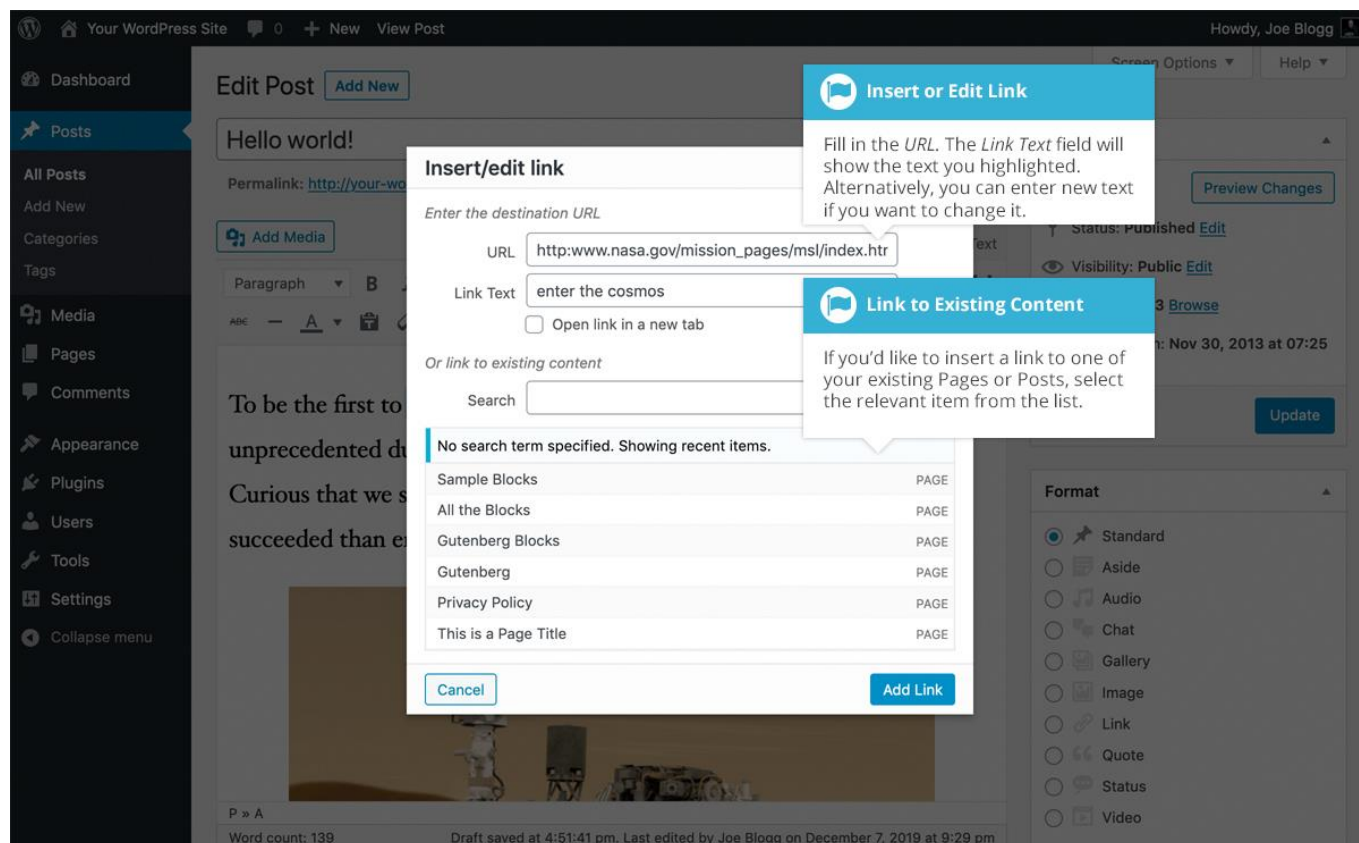 Your WordPress Site 0 + New View Post Howdy, Joe Blogg
Screen Options ▼ Help ▼
Dashboard
Posts
All Posts
Add New
Categories
Tags
Media
Pages
Comments
Appearance
Plugins
Users
Tools
Settings
Collapse menu
Edit Post Add New
Hello world!
Permalink: http://your-wo
Add Media
Text
Paragraph ▼ B
ABC — A ▼
To be the first to
unprecedented du
Curious that we s
succeeded than e
P » A
Word count: 139 Draft saved at 4:51:41 pm. Last edited by Joe Blogg on December 7, 2019 at 9:29 pm
Insert/edit link
Enter the destination URL
URL http:www.nasa.gov/mission_pages/msl/index.htr
Link Text enter the cosmos
Open link in a new tab
Or link to existing content
Search
No search term specified. Showing recent items.
Sample Blocks PAGE
All the Blocks PAGE
Gutenberg Blocks PAGE
Gutenberg PAGE
Privacy Policy PAGE
This is a Page Title PAGE
Cancel Add Link
Insert or Edit Link
Fill in the URL. The Link Text field will
show the text you highlighted.
Alternatively, you can enter new text
if you want to change it.
Link to Existing Content
If you’d like to insert a link to one of
your existing Pages or Posts, select
the relevant item from the list.
Preview Changes
Status: Published Edit
Visibility: Public Edit
3 Browse
n: Nov 30, 2013 at 07:25
Update
Format
Standard
Aside
Audio
Chat
Gallery
Image
Link
Quote
Status
Video